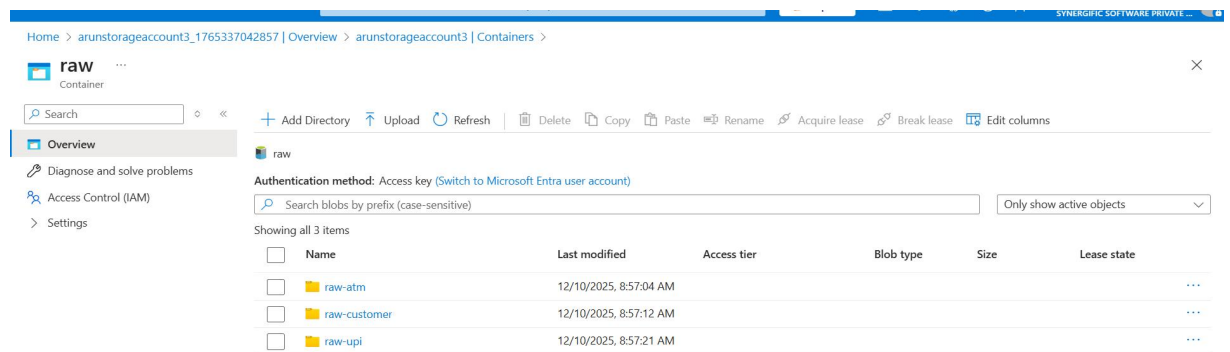 SYNERGIFIC SOFTWARE PRIVATE ...
Home > arunstorageaccount3_1765337042857 | Overview > arunstorageaccount3 | Containers >
raw ...
Container
Search
Add Directory Upload Refresh Delete Copy Paste Rename Acquire lease Break lease Edit columns
Overview
Diagnose and solve problems
Access Control (IAM)
Settings
raw
Authentication method: Access key (Switch to Microsoft Entra user account)
Search blobs by prefix (case-sensitive)
Only show active objects
Showing all 3 items
Name Last modified Access tier Blob type Size Lease state
raw-atm 12/10/2025, 8:57:04 AM ...
raw-customer 12/10/2025, 8:57:12 AM ...
raw-upi 12/10/2025, 8:57:21 AM ...